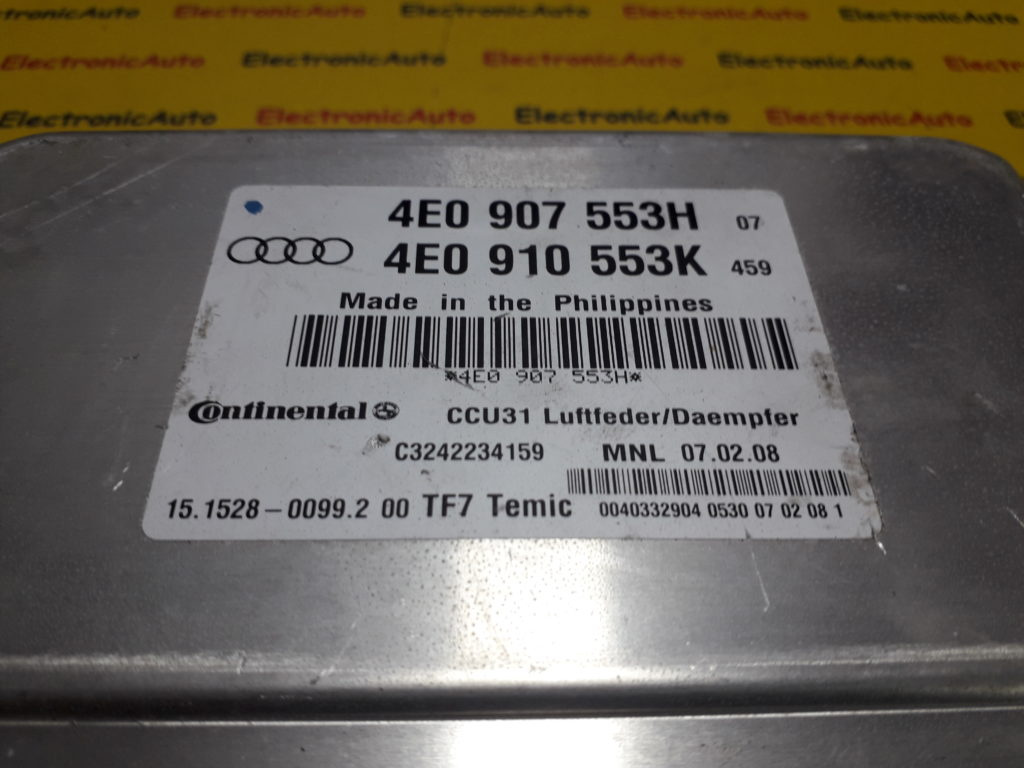 ElectronicAuto ElectronicAuto ElectronicAuto ElectronicAuto
ElectronicAuto ElectronicAuto ElectronicAuto ElectronicAuto
ElectronicAuto ElectronicAuto ElectronicAuto ElectronicAuto
4E0 907 553H 07
4E0 910 553K 459
Made in the Philippines
*4E0 907 553H*
Continental CCU31 Luftfeder/Daempfer
C3242234159 MNL 07.02.08
15.1528-0099.2 00 TF7 Temic 0040332904 0530 07 02 08 1